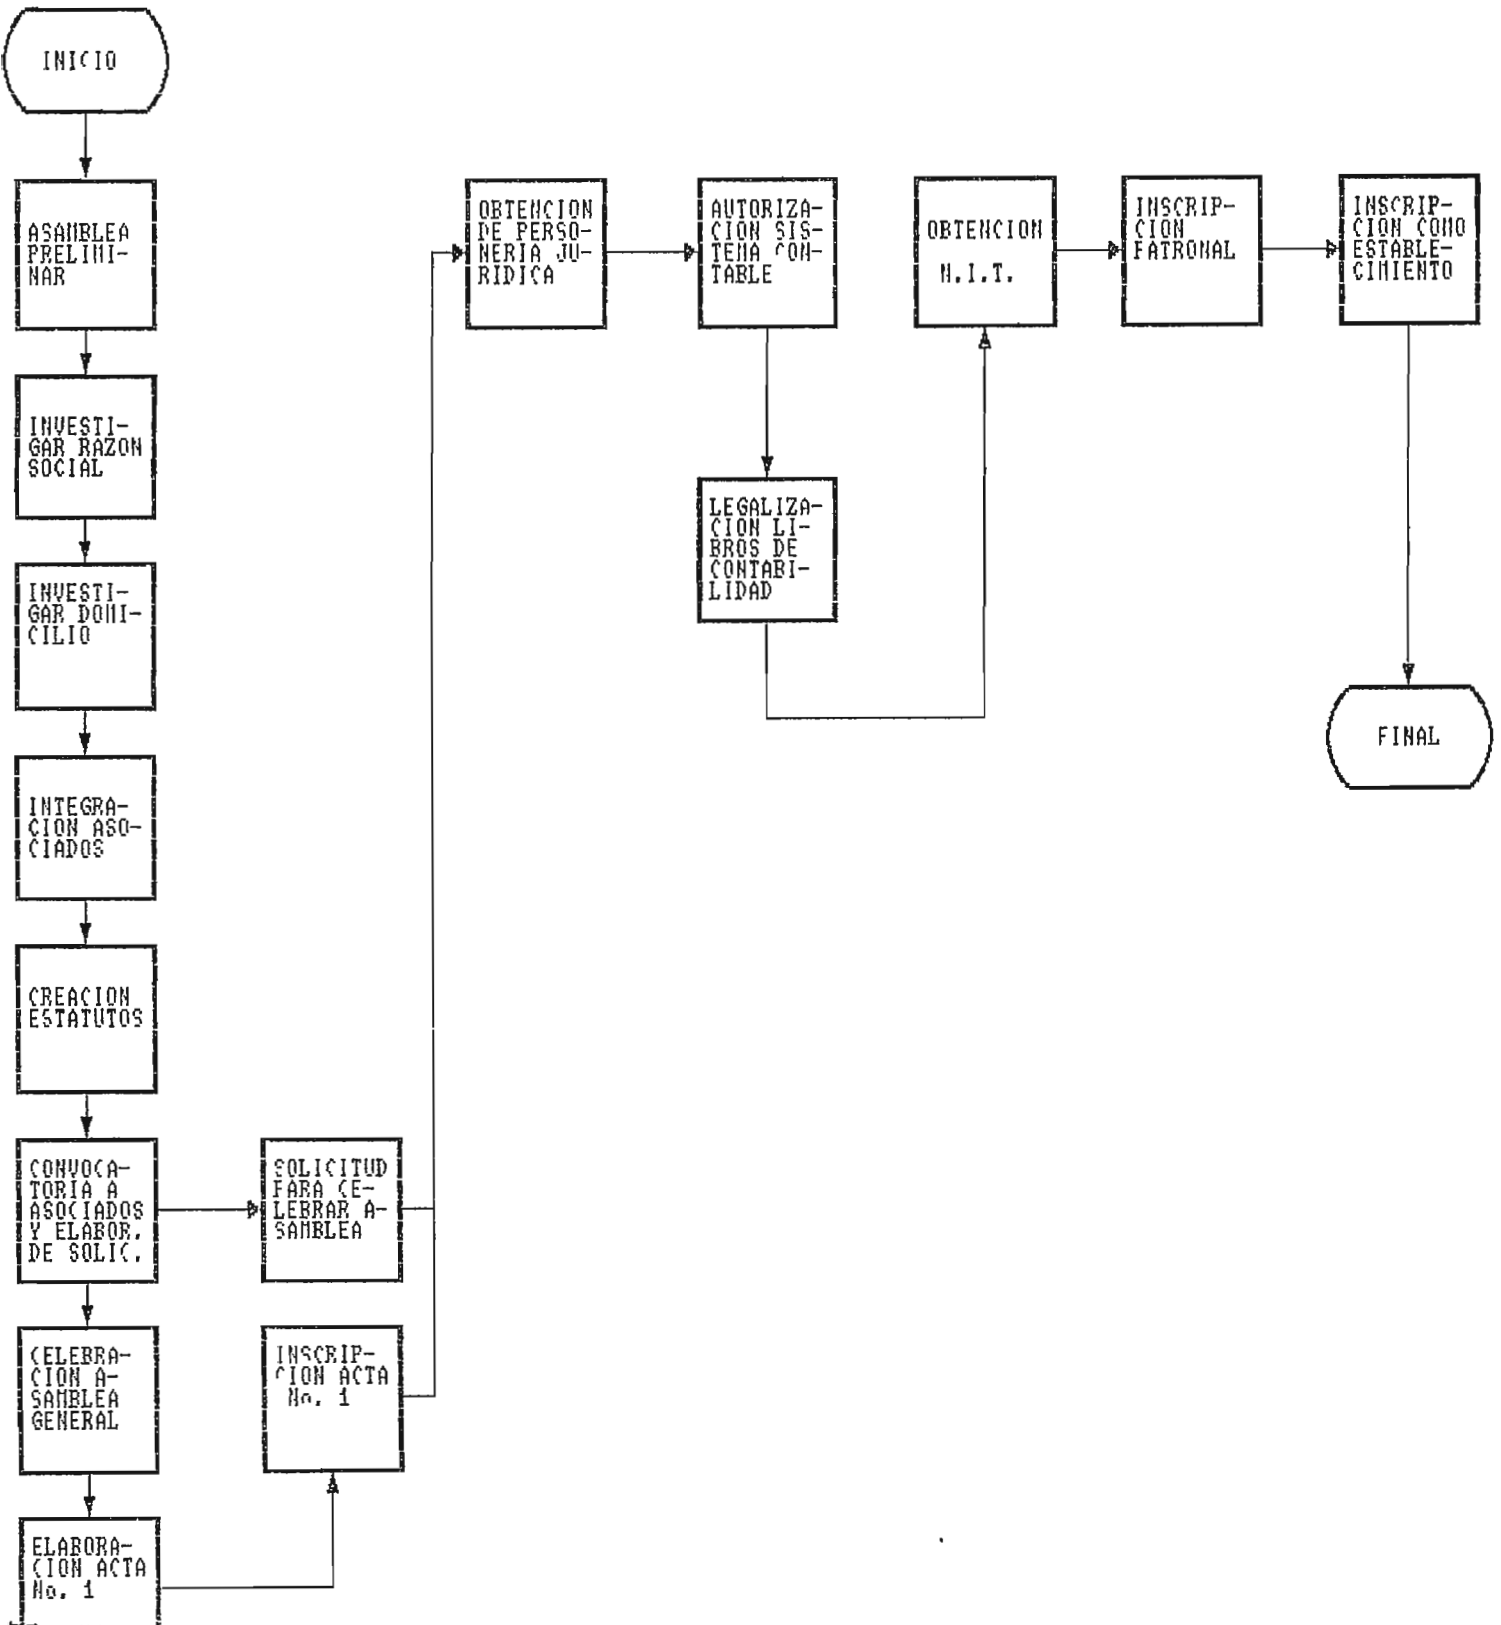 INICIO
ASAMBLEA
PRELIMI-
NAR
INVESTI-
GAR RAZON
SOCIAL
INVESTI-
GAR DOMI-
CILIO
INTEGRA-
CION ASO-
CIADOS
CREACION
ESTATUTOS
CONVOCA-
TORIA A
ASOCIADOS
Y ELABOR.
DE SOLIC.
CELEBRA-
CION A-
SAMBLEA
GENERAL
ELABORA-
CION ACTA
No. 1
SOLICITUD
PARA CE-
LEBRAR A-
SAMBLEA
INSCRIP-
CION ACTA
No. 1
OBTENCION
DE PERSO-
NERIA JU-
RIDICA
AUTORIZA-
CION SIS-
TEMA CON-
TABLE
LEGALIZA-
CION LI-
BROS DE
CONTABI-
LIDAD
OBTENCION
N.I.T.
INSCRIP-
CION
PATRONAL
INSCRIP-
CION COMO
ESTABLE-
CIMIENTO
FINAL